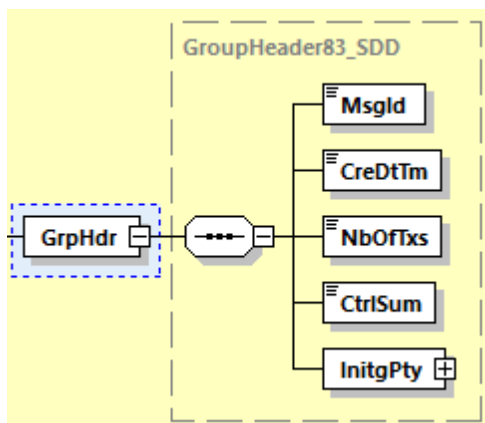 GroupHeader83_SDD
MsgId
CreDtTm
GrpHdr
NbOfTxs
CtrlSum
InitgPty